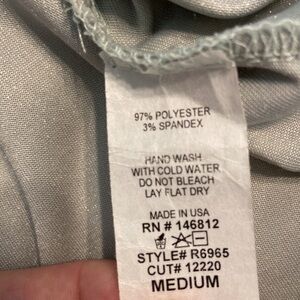 97% POLYESTER
3% SPANDEX
HAND WASH
WITH COLD WATER
DO NOT BLEACH
LAY FLAT DRY
MADE IN USA
RN # 146812
STYLE# R6965
CUT# 12220
MEDIUM